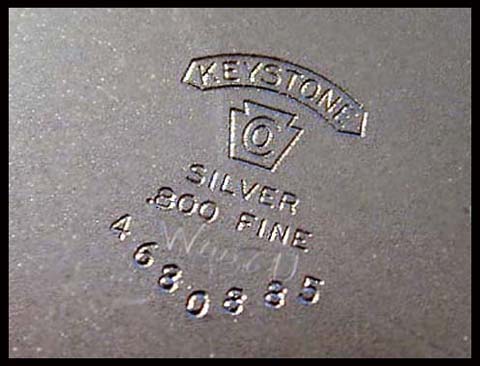 KEYSTONE
C
SILVER
.800 FINE
4680885